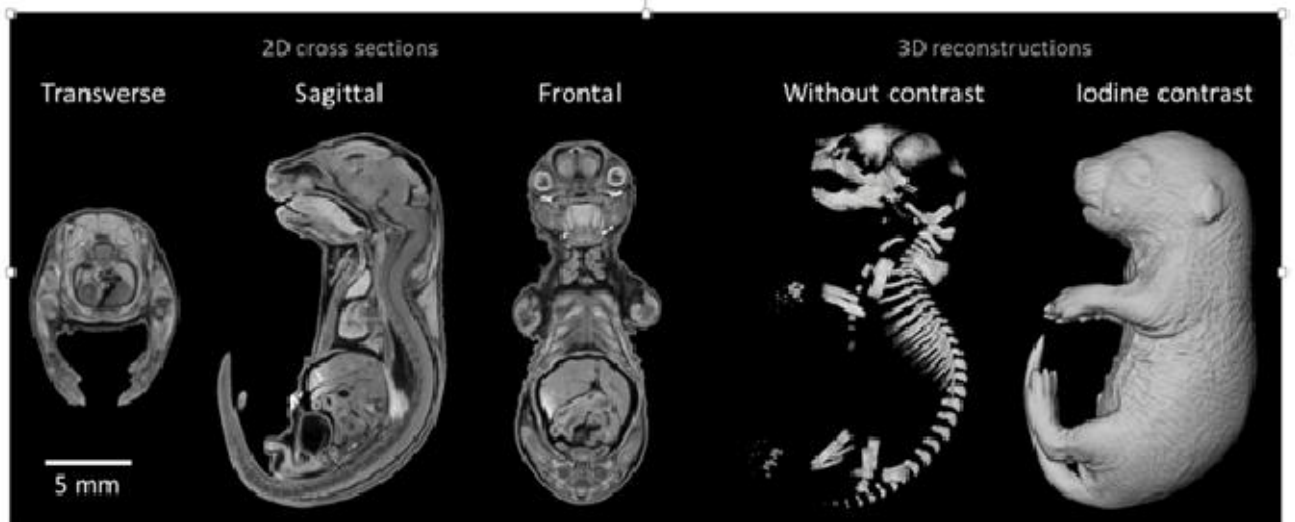 2D cross sections
3D reconstructions
Transverse
Sagittal
Frontal
Without contrast
Iodine contrast
5 mm